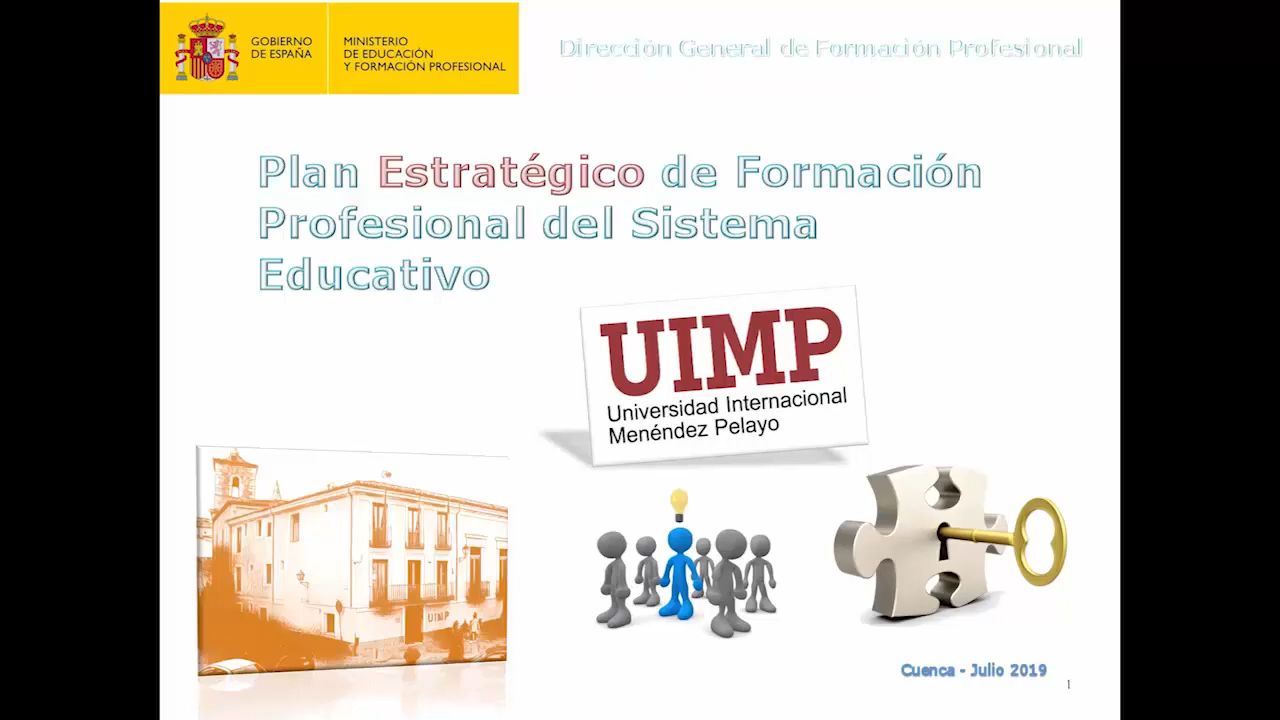 GOBIERNO
DE ESPAÑA
MINISTERIO
DE EDUCACIÓN
Y FORMACIÓN PROFESIONAL
Dirección General de Formación Profesional
Plan Estratégico de Formación
Profesional del Sistema
Educativo
UIMP
Universidad Internacional
Menéndez Pelayo
UIMP
Cuenca - Julio 2019
1